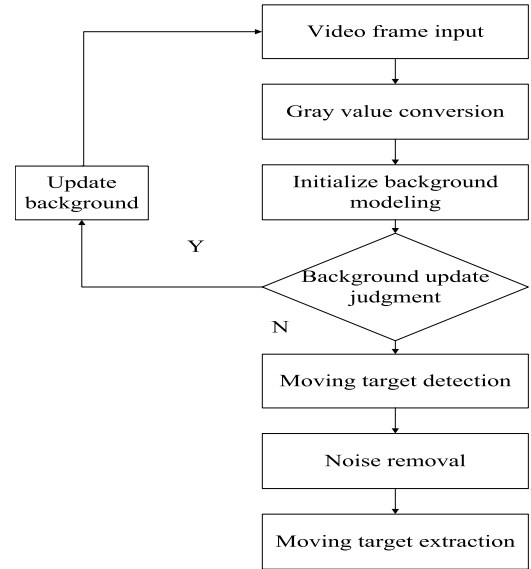 Video frame input
Gray value conversion
Initialize background
modeling
Update
background
Y
Background update
judgment
N
Moving target detection
Noise removal
Moving target extraction